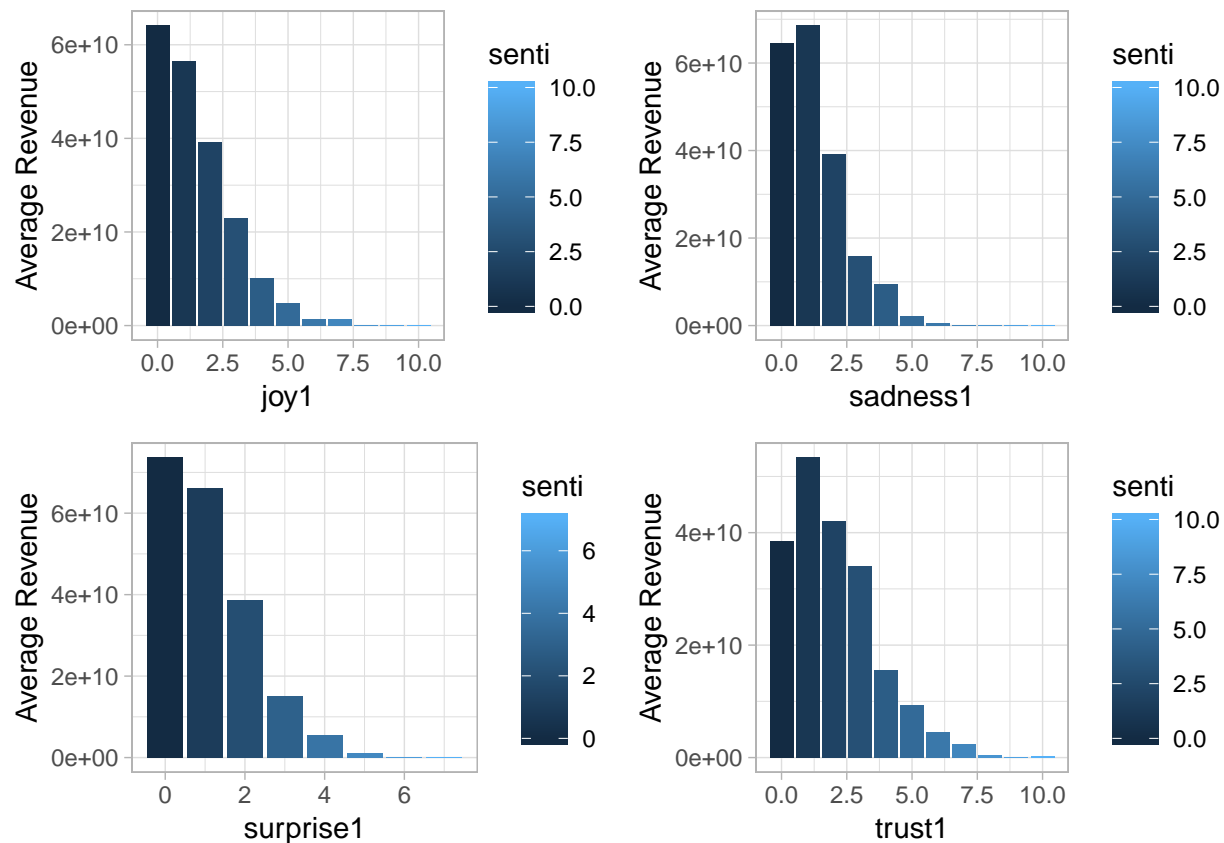 Average Revenue
6e+10
4e+10
2e+10
0e+00
0.0 2.5 5.0 7.5 10.0
joy1
senti
10.0
7.5
5.0
2.5
0.0
Average Revenue
6e+10
4e+10
2e+10
0e+00
0.0 2.5 5.0 7.5 10.0
sadness1
senti
10.0
7.5
5.0
2.5
0.0
Average Revenue
6e+10
4e+10
2e+10
0e+00
0 2 4 6
surprise1
senti
6
4
2
0
Average Revenue
4e+10
2e+10
0e+00
0.0 2.5 5.0 7.5 10.0
trust1
senti
10.0
7.5
5.0
2.5
0.0